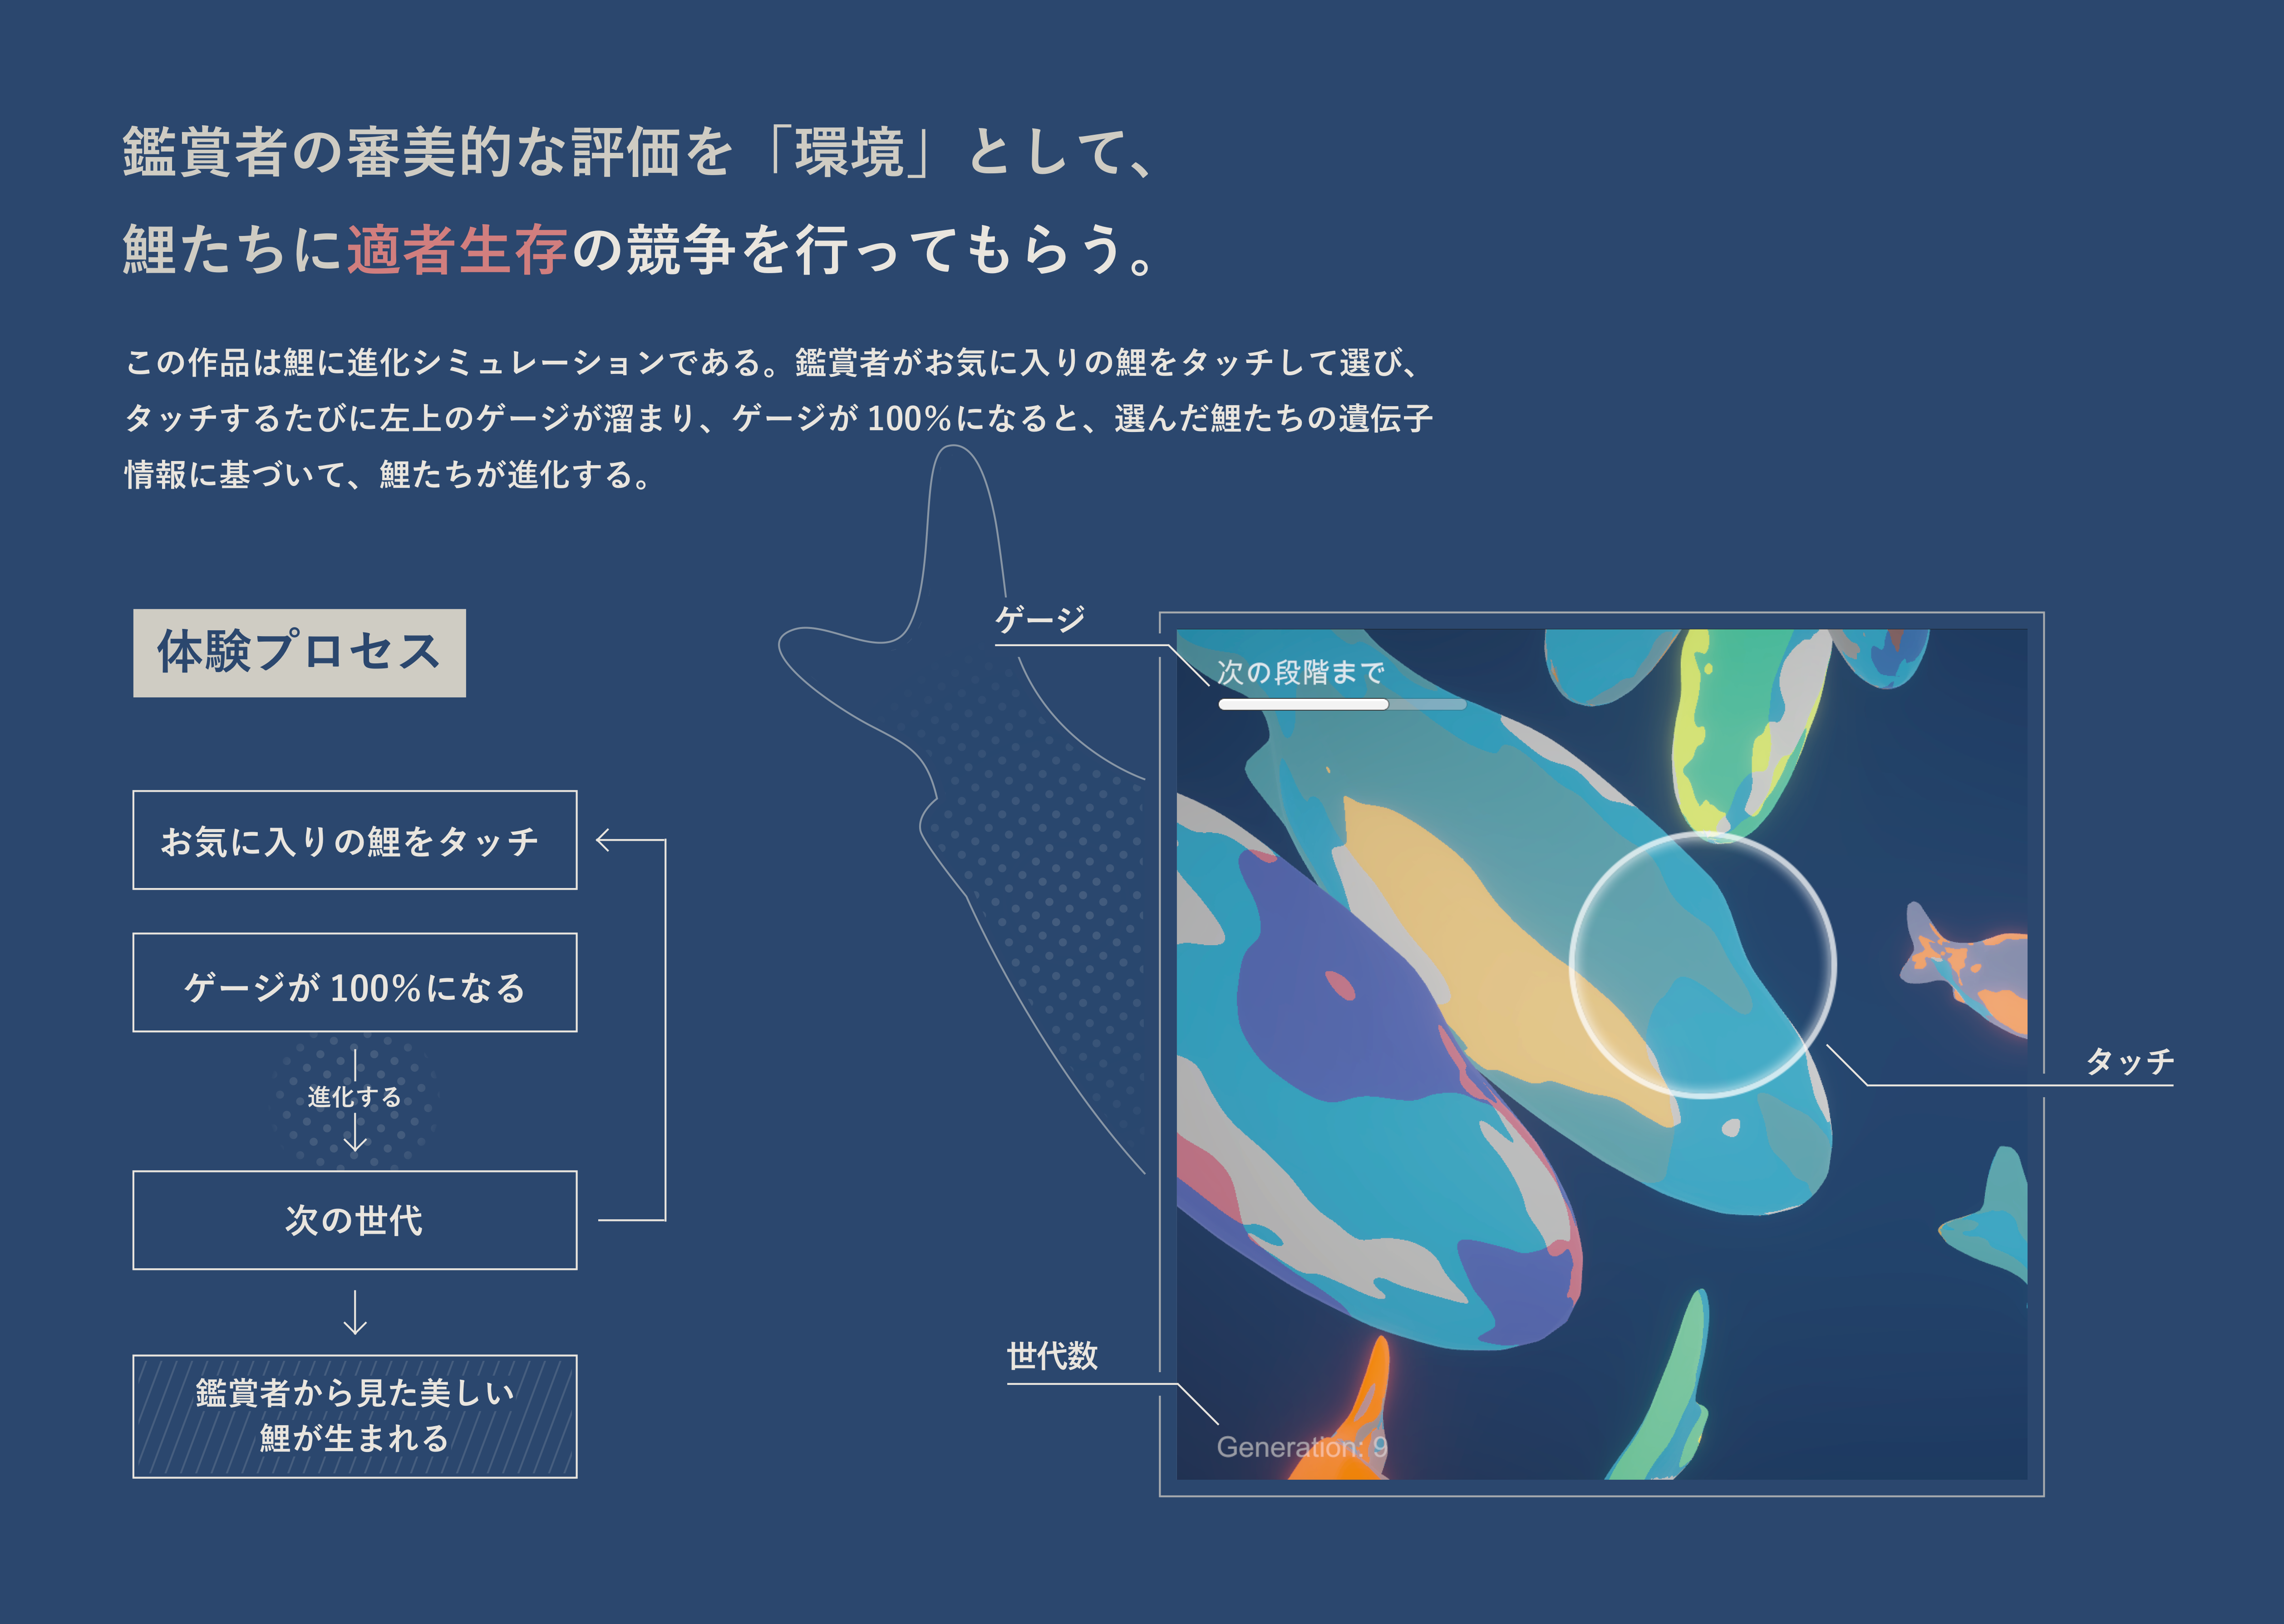 鑑賞者の審美的な評価を「環境」として、
鯉たちに適者生存の競争を行ってもらう。
この作品は鯉に進化シミュレーションである。鑑賞者がお気に入りの鯉をタッチして選び、
タッチするたびに左上のゲージが溜まり、ゲージが 100%になると、選んだ鯉たちの遺伝子
情報に基づいて、鯉たちが進化する。
体験プロセス
お気に入りの鯉をタッチ
ゲージが 100%になる
進化する
次の世代
鑑賞者から見た美しい
鯉が生まれる
ゲージ
次の段階まで
タッチ
世代数
Generation: 9